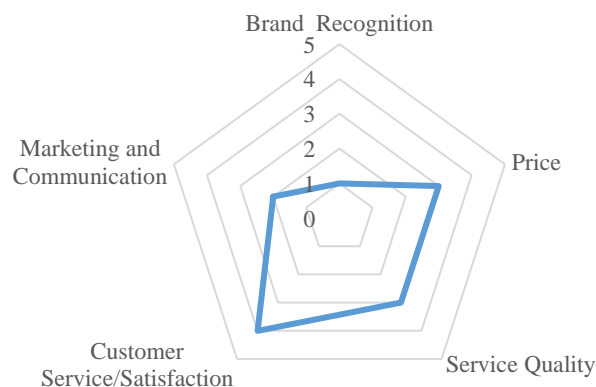 Brand  Recognition
5
4
3
2
1
0
Marketing and
Communication
Price
Customer
Service/Satisfaction
Service Quality